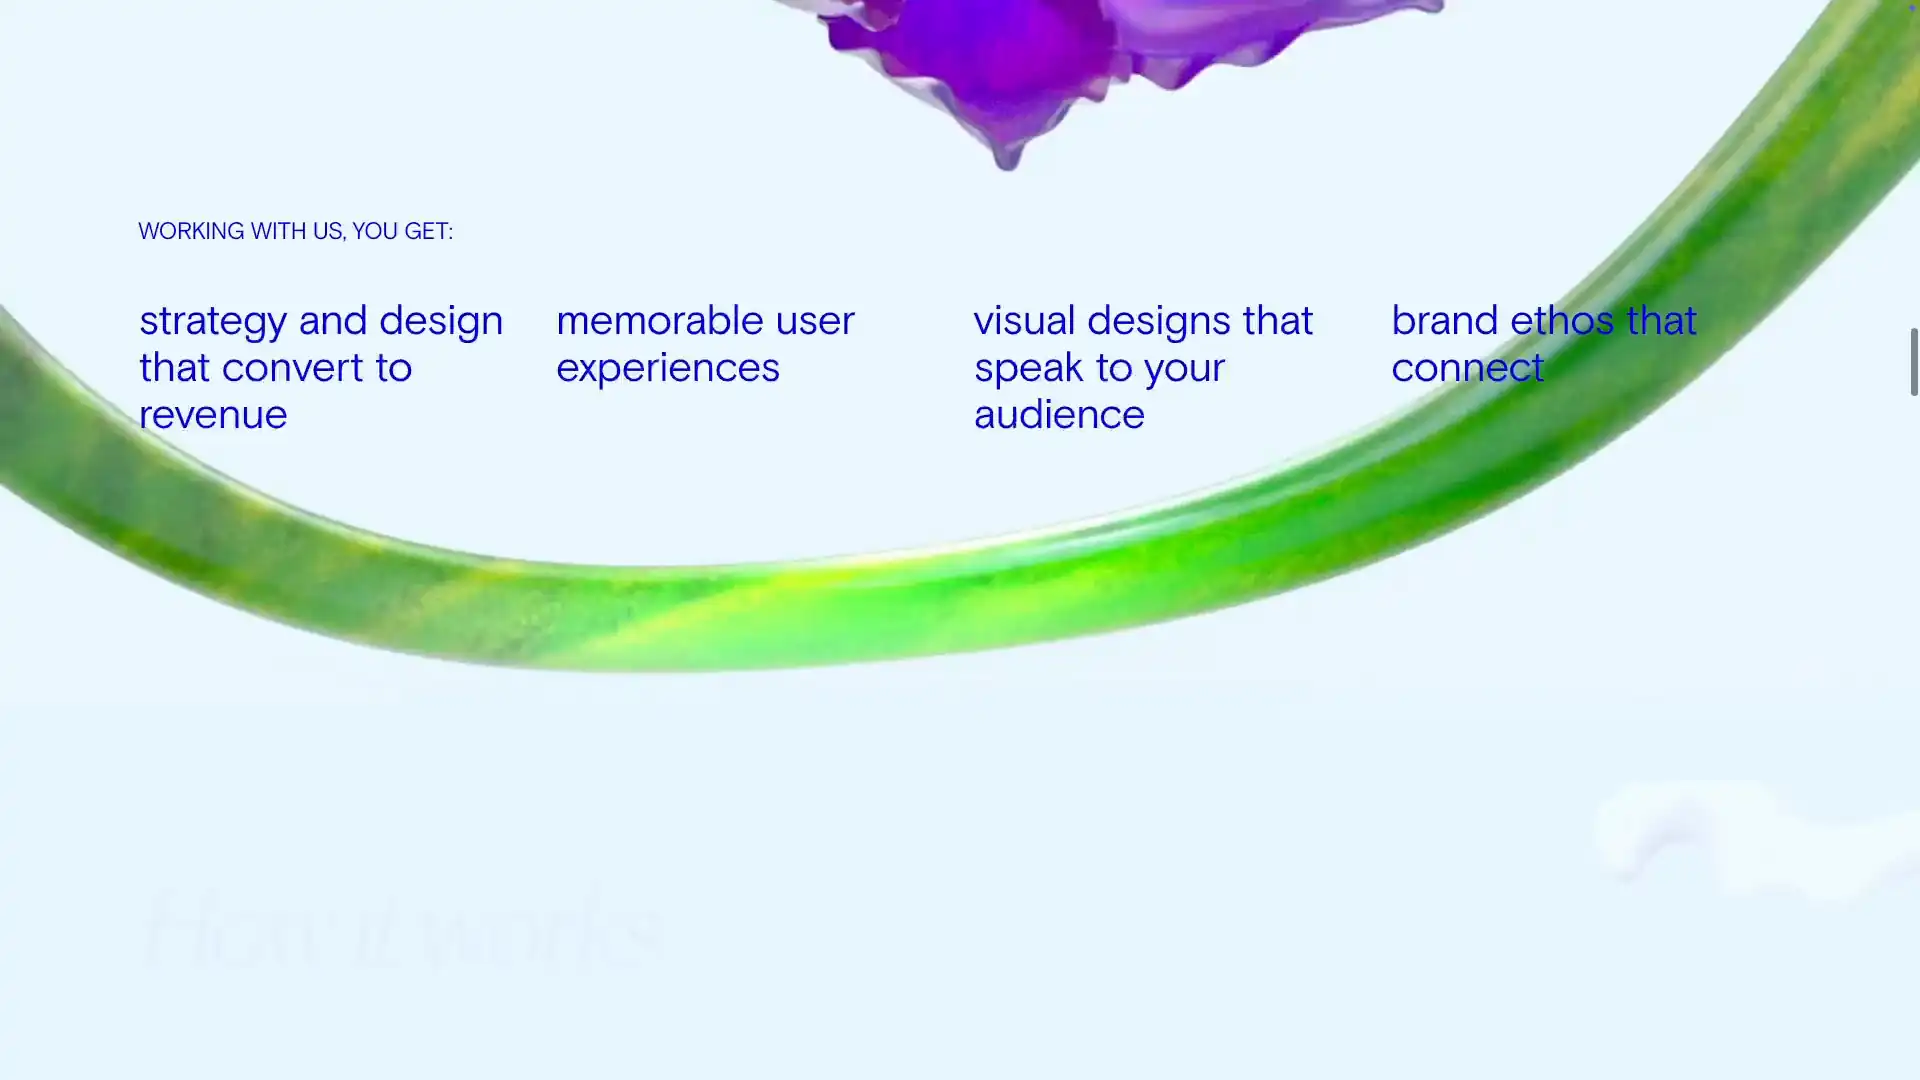 WORKING WITH US, YOU GET:
strategy and design
that convert to
revenue
memorable user
experiences
visual designs that
speak to your
audience
brand ethos that
connect
How it works